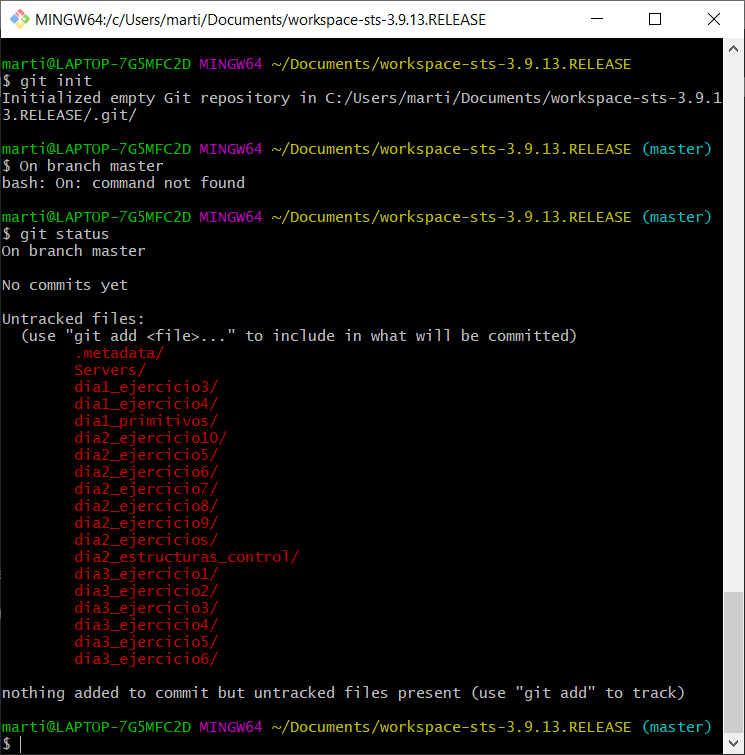 MINGW64:/c/Users/marti/Documents/workspace-sts-3.9.13.RELEASE
marti@LAPTOP-7G5MFC2D MINGW64 ~/Documents/workspace-sts-3.9.13.RELEASE
$ git init
Initialized empty Git repository in C:/Users/marti/Documents/workspace-sts-3.9.1
3.RELEASE/.git/
marti@LAPTOP-7G5MFC2D MINGW64 ~/Documents/workspace-sts-3.9.13.RELEASE (master)
$ On branch master
bash: On: command not found
marti@LAPTOP-7G5MFC2D MINGW64 ~/Documents/workspace-sts-3.9.13.RELEASE (master)
$ git status
On branch master
No commits yet
Untracked files:
(use "git add <file>..." to include in what will be committed)
.metadata/
Servers/
dia1_ejercicio3/
dia1_ejercicio4/
dia1_primitivos/
dia2_ejercicio10/
dia2_ejercicio5/
dia2_ejercicio6/
dia2_ejercicio7/
dia2_ejercicio8/
dia2_ejercicio9/
dia2_ejercicios/
dia2_estructuras_control/
dia3_ejercicio1/
dia3_ejercicio2/
dia3_ejercicio3/
dia3_ejercicio4/
dia3_ejercicio5/
dia3_ejercicio6/
nothing added to commit but untracked files present (use "git add" to track)
marti@LAPTOP-7G5MFC2D MINGW64 ~/Documents/workspace-sts-3.9.13.RELEASE (master)
$